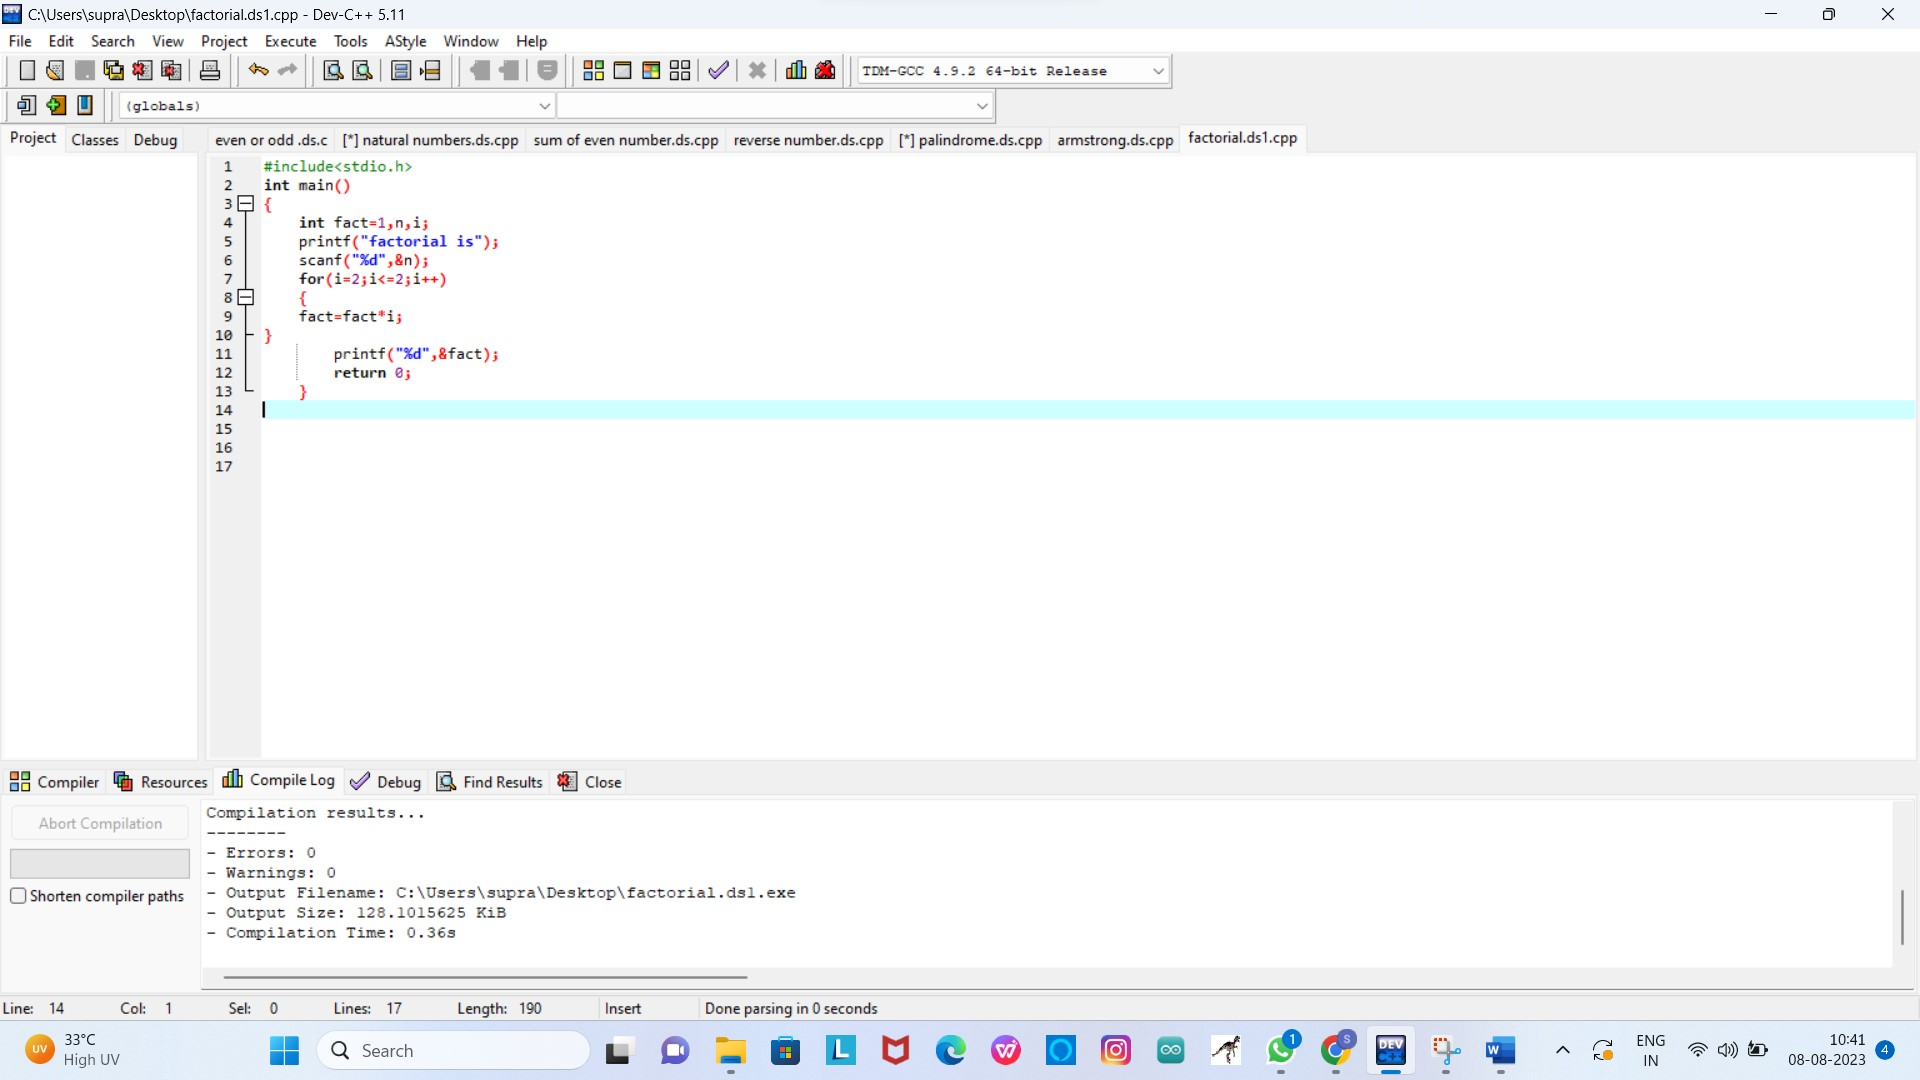 C:\Users\supra\Desktop\factorial.ds1.cpp - Dev-C++ 5.11
File Edit Search View Project Execute Tools AStyle Window Help
TDM-GCC 4.9.2 64-bit Release
(globals)
Project Classes Debug even or odd .ds.c [*] natural numbers.ds.cpp sum of even number.ds.cpp reverse number.ds.cpp [*] palindrome.ds.cpp armstrong.ds.cpp factorial.ds1.cpp
1 #include<stdio.h>
2 int main()
3 {
4 int fact=1,n,i;
5 printf("factorial is");
6 scanf("%d",&n);
7 for(i=2;i<=2;i++)
8 {
9 fact=fact*i;
10 }
11 printf("%d",&fact);
12 return 0;
13 }
14
15
16
17
Compiler Resources Compile Log Debug Find Results Close
Abort Compilation
Shorten compiler paths
Compilation results...
--------
- Errors: 0
- Warnings: 0
- Output Filename: C:\Users\supra\Desktop\factorial.ds1.exe
- Output Size: 128.1015625 KiB
- Compilation Time: 0.36s
Line: 14 Col: 1 Sel: 0 Lines: 17 Length: 190 Insert Done parsing in 0 seconds
UV 33°C
High UV
Search
L
1
S
DEV
C++
W
ENG
IN
10:41
08-08-2023
4